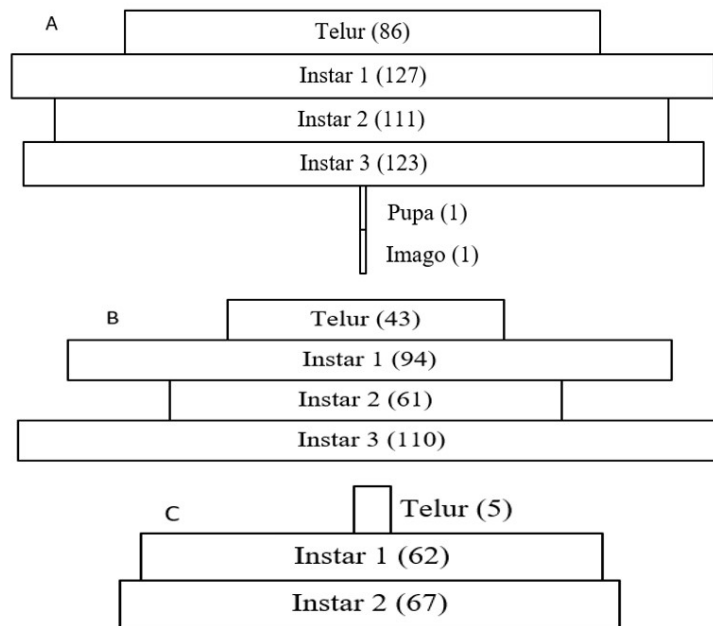 A
Telur (86)
Instar 1 (127)
Instar 2 (111)
Instar 3 (123)
Pupa (1)
Imago (1)
B
Telur (43)
Instar 1 (94)
Instar 2 (61)
Instar 3 (110)
C
Telur (5)
Instar 1 (62)
Instar 2 (67)